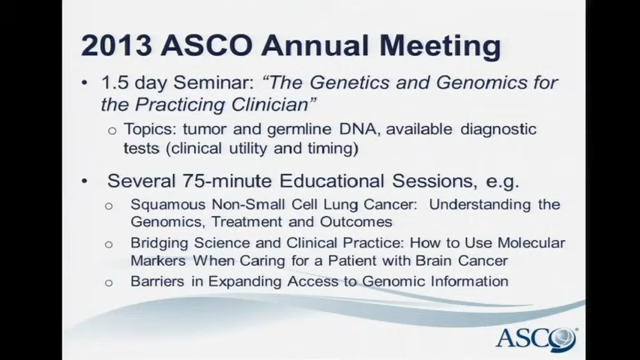 2013 ASCO Annual Meeting
• 1.5 day Seminar: “The Genetics and Genomics for
the Practicing Clinician”
o Topics: tumor and germline DNA, available diagnostic
tests (clinical utility and timing)
• Several 75-minute Educational Sessions, e.g.
o Squamous Non-Small Cell Lung Cancer: Understanding the
Genomics, Treatment and Outcomes
o Bridging Science and Clinical Practice: How to Use Molecular
Markers When Caring for a Patient with Brain Cancer
o Barriers in Expanding Access to Genomic Information
ASCO